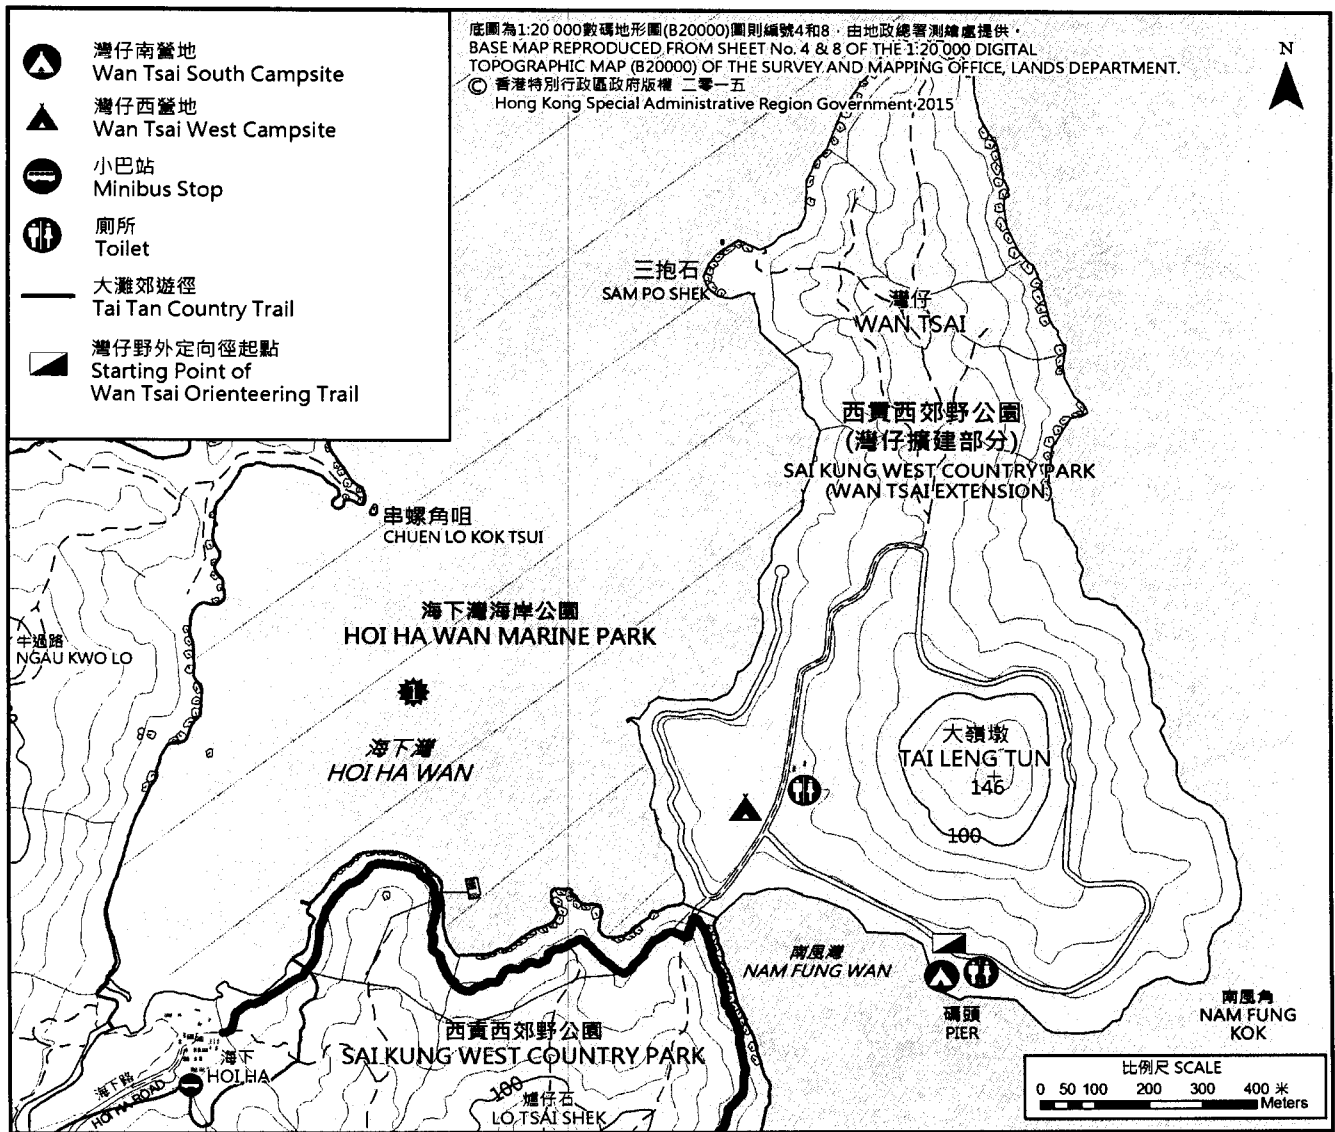 底圖為1:20 000數碼地形圖(B20000)圖則編號4和8，由地政總署測繪處提供。
BASE MAP REPRODUCED FROM SHEET No. 4 & 8 OF THE 1:20 000 DIGITAL
TOPOGRAPHIC MAP (B20000) OF THE SURVEY AND MAPPING OFFICE, LANDS DEPARTMENT.
© 香港特別行政區政府版權 二零一五
Hong Kong Special Administrative Region Government 2015
N
灣仔南營地
Wan Tsai South Campsite
灣仔西營地
Wan Tsai West Campsite
小巴站
Minibus Stop
廁所
Toilet
大灘郊遊徑
Tai Tan Country Trail
灣仔野外定向徑起點
Starting Point of
Wan Tsai Orienteering Trail
三抱石
SAM PO SHEK
灣仔
WAN TSAI
西貢西郊野公園
(灣仔擴建部分)
SAI KUNG WEST COUNTRY PARK
(WAN TSAI EXTENSION)
串螺角咀
CHUEN LO KOK TSUI
海下灣海岸公園
HOI HA WAN MARINE PARK
牛過路
NGAU KWO LO
1
海下灣
HOI HA WAN
大嶺墩
TAI LENG TUN
146
100
南風灣
NAM FUNG WAN
碼頭
PIER
南風角
NAM FUNG
KOK
西貢西郊野公園
SAI KUNG WEST COUNTRY PARK
海下
HOI HA
海下路
HOI HA ROAD
100
爐仔石
LO TSAI SHEK
比例尺 SCALE
0 50 100 200 300 400 米
Meters